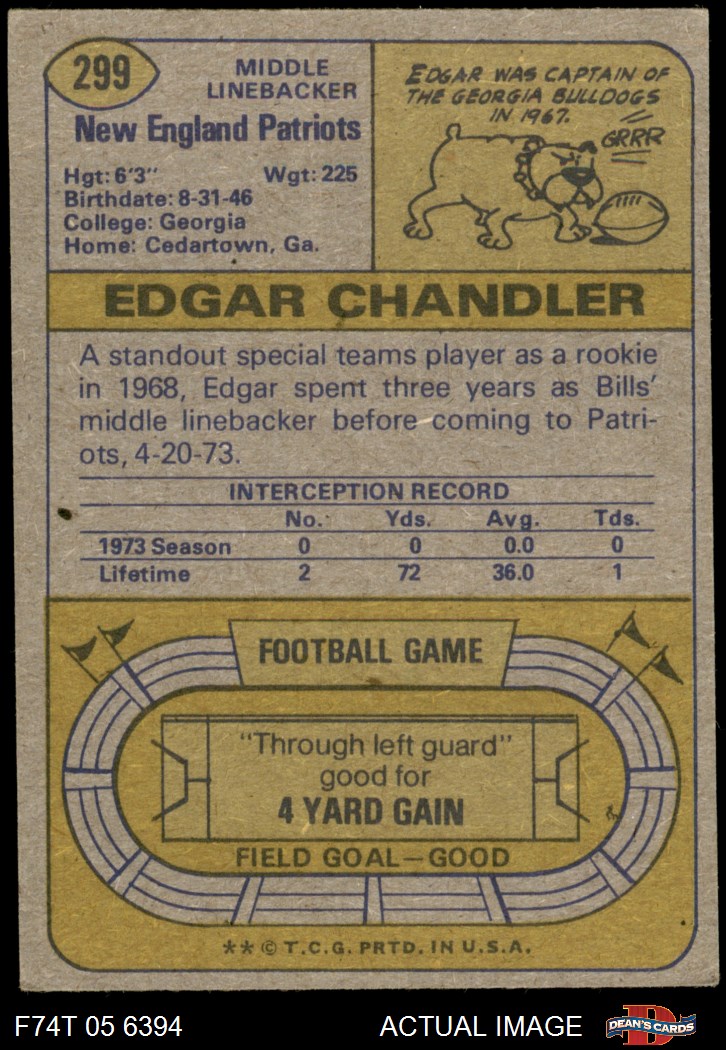 299
MIDDLE
LINEBACKER
New England Patriots
Hgt: 6'3" Wgt: 225
Birthdate: 8-31-46
College: Georgia
Home: Cedartown, Ga.
EDGAR WAS CAPTAIN OF
THE GEORGIA BULLDOGS
IN 1967.
GRRR
EDGAR CHANDLER
A standout special teams player as a rookie
in 1968, Edgar spent three years as Bills'
middle linebacker before coming to Patri-
ots, 4-20-73.
INTERCEPTION RECORD
No. Yds. Avg. Tds.
1973 Season 0 0 0.0 0
Lifetime 2 72 36.0 1
FOOTBALL GAME
"Through left guard"
good for
4 YARD GAIN
FIELD GOAL—GOOD
** © T.C.G. PRTD. IN U.S.A.
F74T 05 6394 ACTUAL IMAGE
D
DEAN'S CARDS